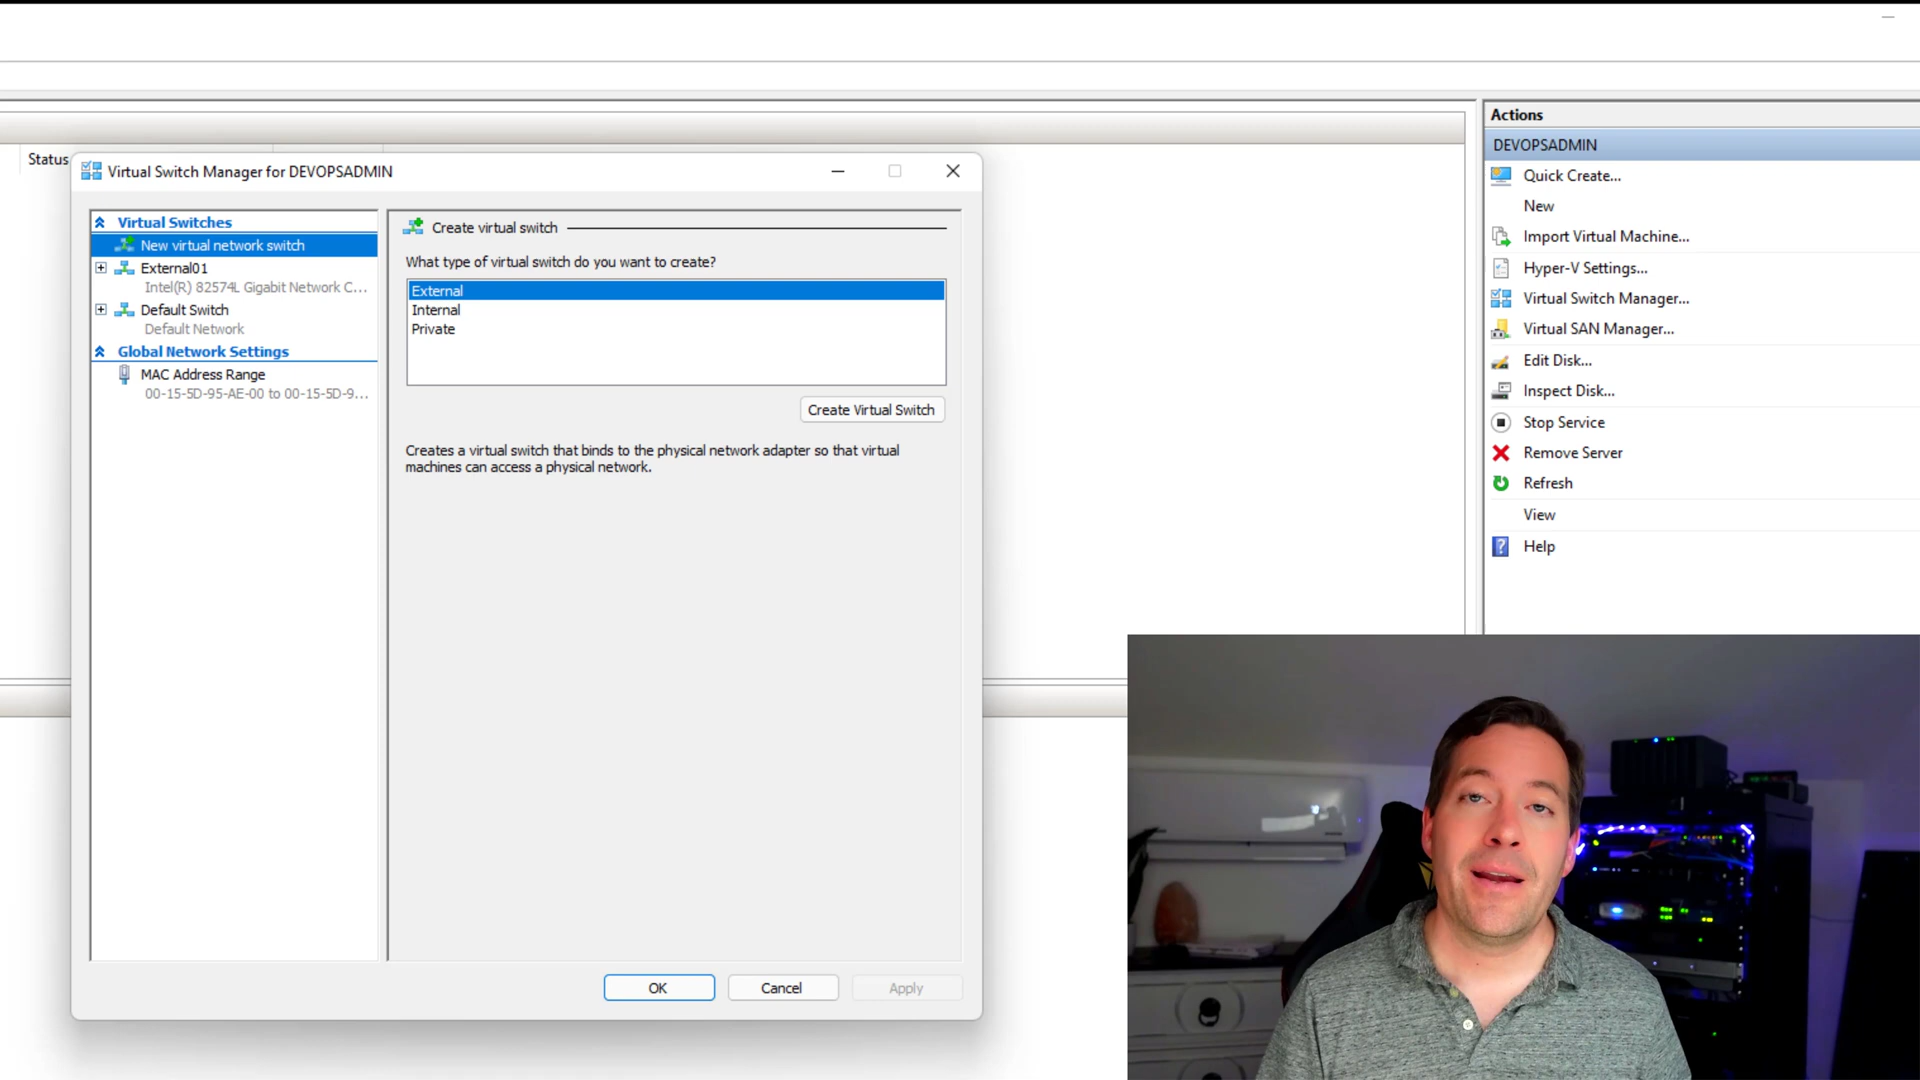 Status
Virtual Switch Manager for DEVOPSADMIN
Virtual Switches
New virtual network switch
External01
Intel(R) 82574L Gigabit Network C...
Default Switch
Default Network
Global Network Settings
MAC Address Range
00-15-5D-95-AE-00 to 00-15-5D-9...
Create virtual switch
What type of virtual switch do you want to create?
External
Internal
Private
Create Virtual Switch
Creates a virtual switch that binds to the physical network adapter so that virtual
machines can access a physical network.
OK
Cancel
Apply
Actions
DEVOPSADMIN
Quick Create...
New
Import Virtual Machine...
Hyper-V Settings...
Virtual Switch Manager...
Virtual SAN Manager...
Edit Disk...
Inspect Disk...
Stop Service
Remove Server
Refresh
View
Help